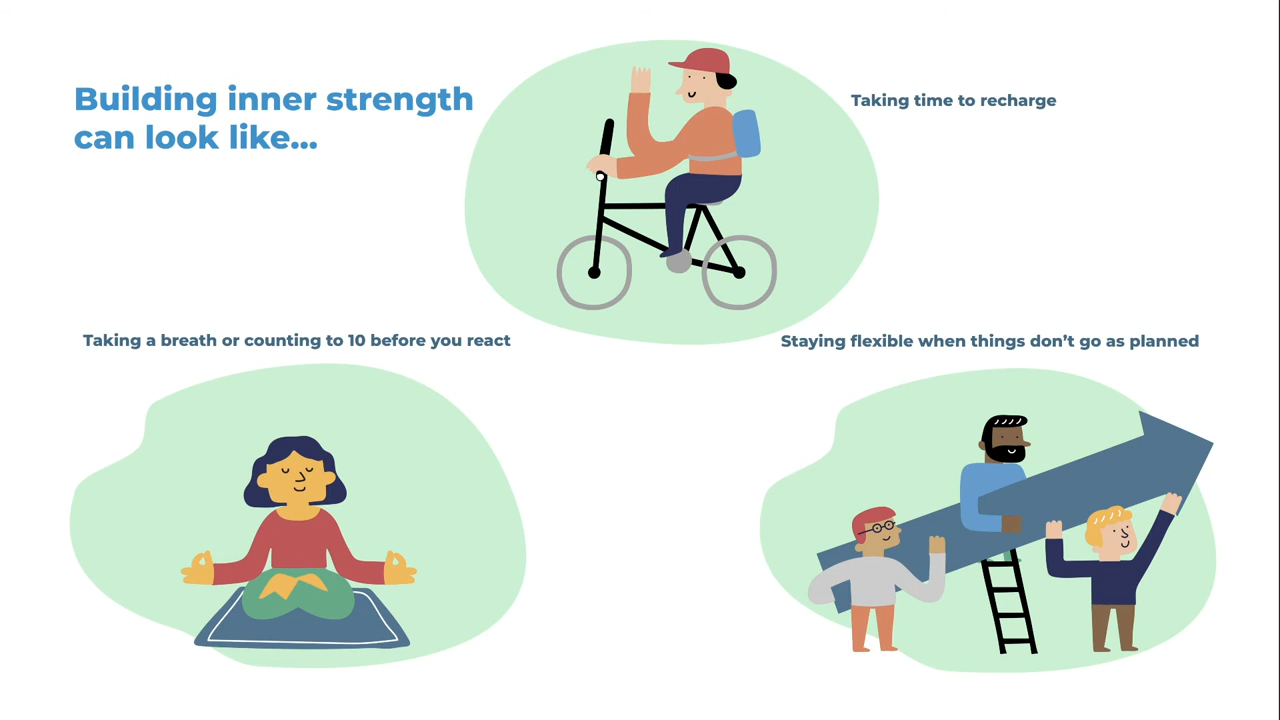 Building inner strength
can look like...
Taking time to recharge
Taking a breath or counting to 10 before you react
Staying flexible when things don’t go as planned